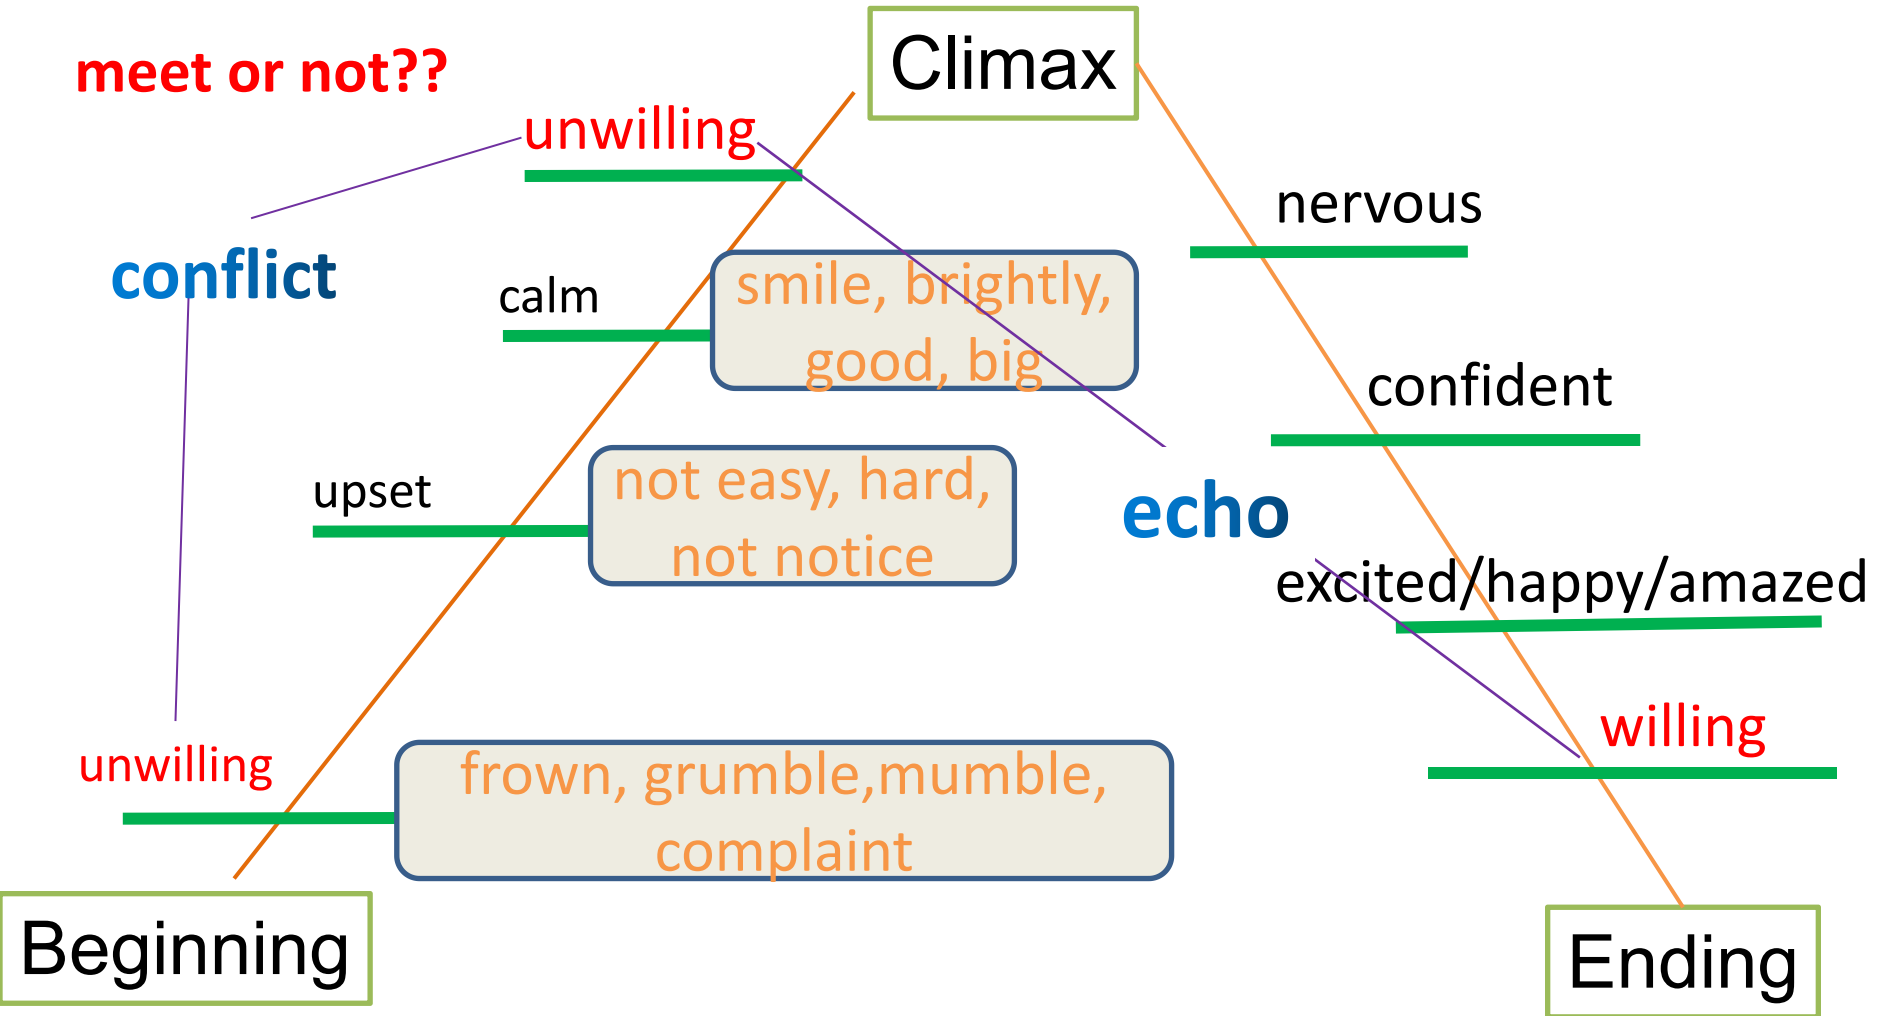 Climax
meet or not??
unwilling
nervous
conflict
calm
smile, brightly,
good, big
confident
upset
not easy, hard,
not notice
echo
excited/happy/amazed
willing
unwilling
frown, grumble,mumble,
complaint
Beginning
Ending